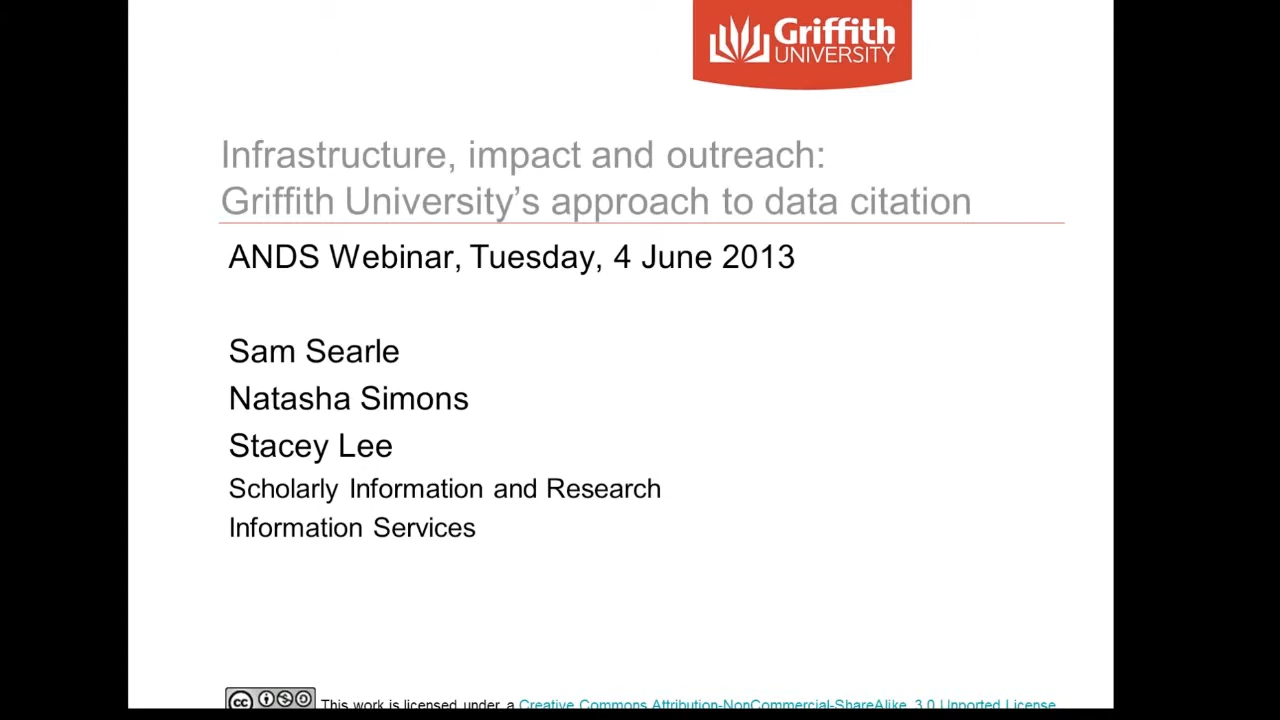 Griffith
UNIVERSITY
Infrastructure, impact and outreach:
Griffith University's approach to data citation
ANDS Webinar, Tuesday, 4 June 2013
Sam Searle
Natasha Simons
Stacey Lee
Scholarly Information and Research
Information Services
cc This work is licensed under a Creative Commons Attribution-NonCommercial-ShareAlike 3.0 Unported License